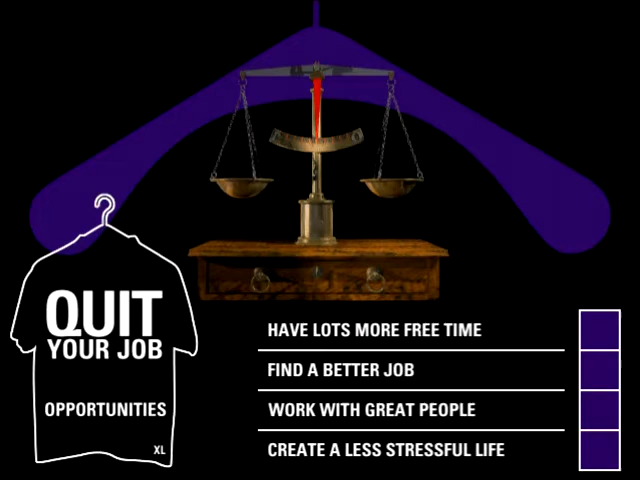 QUIT
YOUR JOB
OPPORTUNITIES
XL
HAVE LOTS MORE FREE TIME
FIND A BETTER JOB
WORK WITH GREAT PEOPLE
CREATE A LESS STRESSFUL LIFE